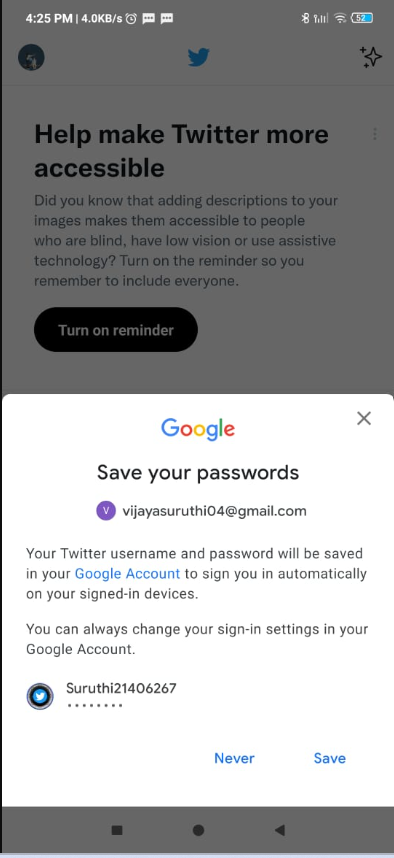 4:25 PM | 4.0KB/s
52
Help make Twitter more
accessible
Did you know that adding descriptions to your
images makes them accessible to people
who are blind, have low vision or use assistive
technology? Turn on the reminder so you
remember to include everyone.
Turn on reminder
Google
Save your passwords
V vijayasuruthi04@gmail.com
Your Twitter username and password will be saved
in your Google Account to sign you in automatically
on your signed-in devices.
You can always change your sign-in settings in your
Google Account.
Suruthi21406267
••••••••
Never Save